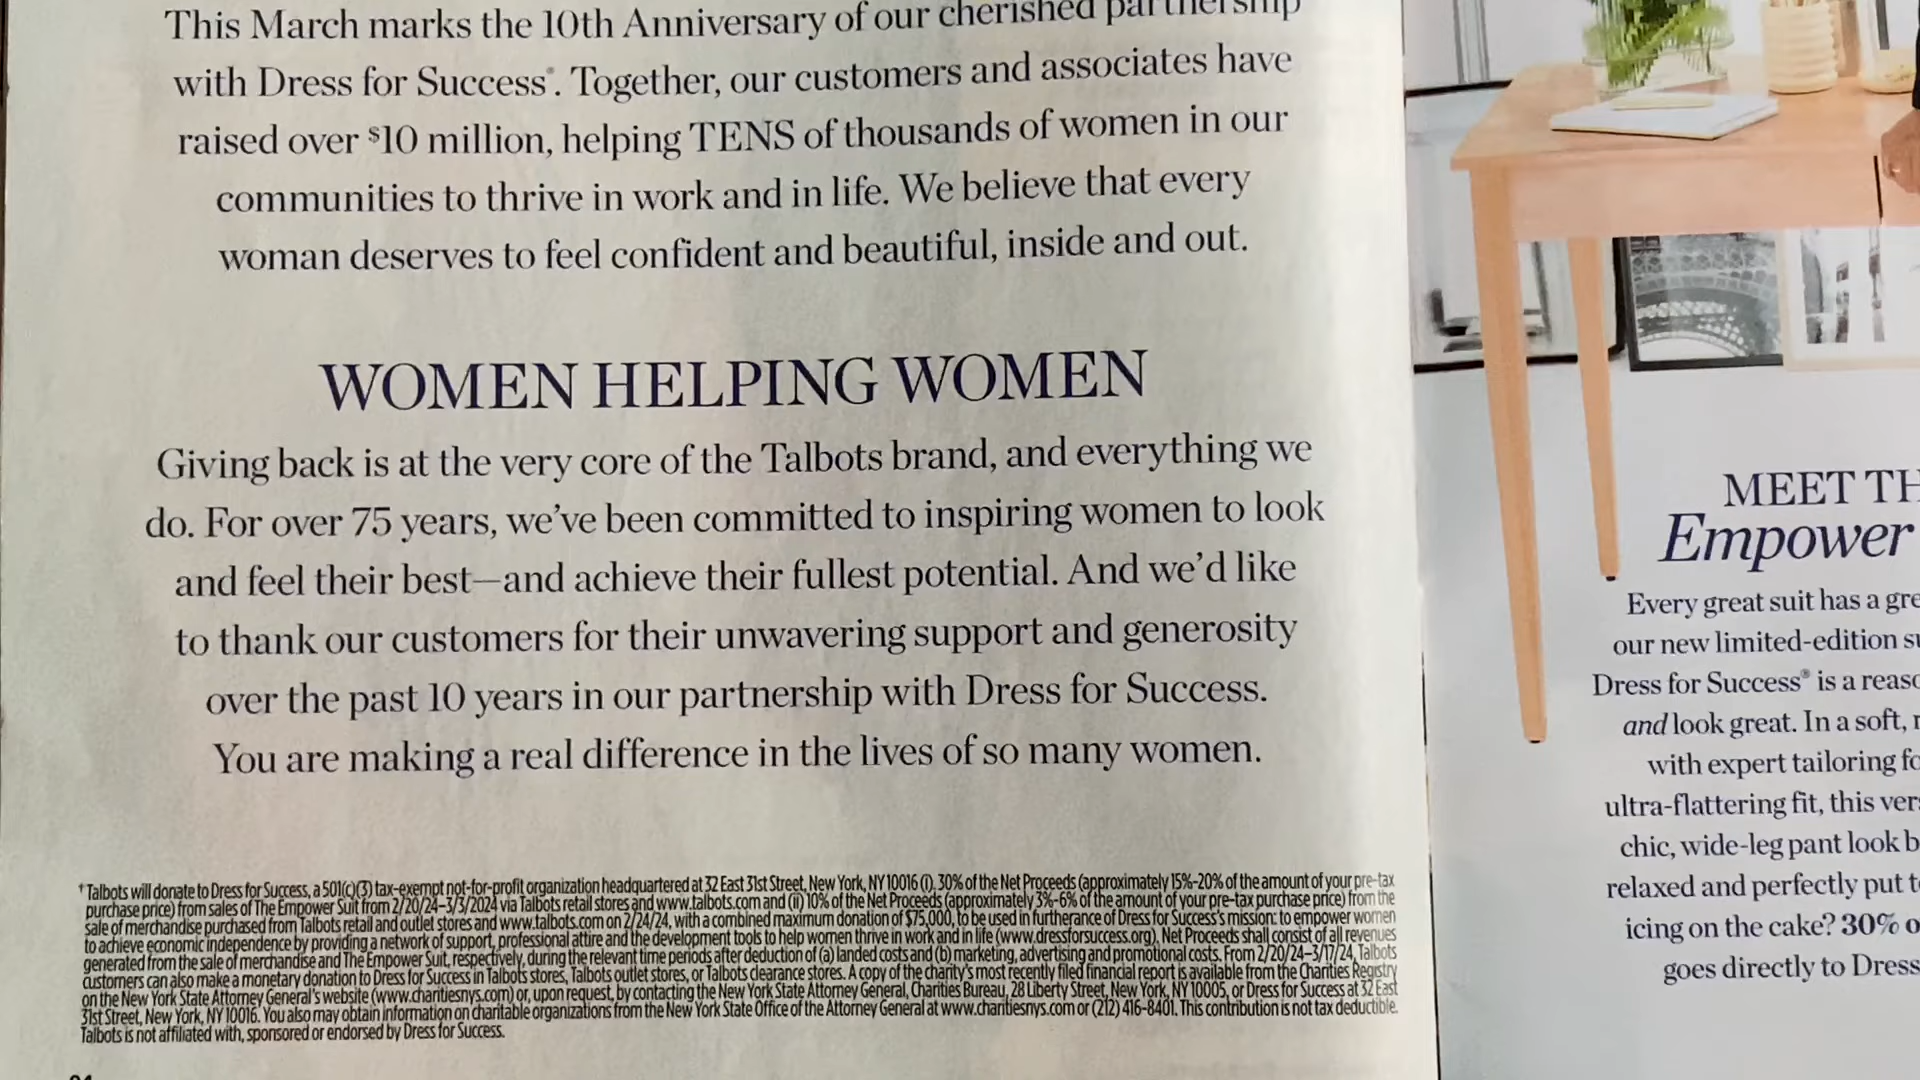 This March marks the 10th Anniversary of our cherished partnership
with Dress for Success®. Together, our customers and associates have
raised over $10 million, helping TENS of thousands of women in our
communities to thrive in work and in life. We believe that every
woman deserves to feel confident and beautiful, inside and out.
WOMEN HELPING WOMEN
Giving back is at the very core of the Talbots brand, and everything we
do. For over 75 years, we've been committed to inspiring women to look
and feel their best—and achieve their fullest potential. And we'd like
to thank our customers for their unwavering support and generosity
over the past 10 years in our partnership with Dress for Success.
You are making a real difference in the lives of so many women.
†Talbots will donate to Dress for Success, a 501(c)(3) tax-exempt not-for-profit organization headquartered at 32 East 31st Street, New York, NY 10016 (i). 30% of the Net Proceeds (approximately 15%-20% of the amount of your pre-tax
purchase price) from sales of The Empower Suit from 2/20/24–3/3/2024 via Talbots retail stores and www.talbots.com and (ii) 10% of the Net Proceeds (approximately 3%-6% of the amount of your pre-tax purchase price) from the
sale of merchandise purchased from Talbots retail and outlet stores and www.talbots.com on 2/24/24, with a combined maximum donation of $75,000, to be used in furtherance of Dress for Success's mission: to empower women
to achieve economic independence by providing a network of support, professional attire and the development tools to help women thrive in work and in life (www.dressforsuccess.org). Net Proceeds shall consist of all revenues
generated from the sale of merchandise and The Empower Suit, respectively, during the relevant time periods after deduction of (a) landed costs and (b) marketing, advertising and promotional costs. From 2/20/24–3/17/24, Talbots
customers can also make a monetary donation to Dress for Success in Talbots stores, Talbots outlet stores, or Talbots clearance stores. A copy of the charity's most recently filed financial report is available from the Charities Registry
on the New York State Attorney General's website (www.charitiesnys.com) or, upon request, by contacting the New York State Attorney General, Charities Bureau, 28 Liberty Street, New York, NY 10005, or Dress for Success at 32 East
31st Street, New York, NY 10016. You also may obtain information on charitable organizations from the New York State Office of the Attorney General at www.charitiesnys.com or (212) 416-8401. This contribution is not tax deductible.
Talbots is not affiliated with, sponsored or endorsed by Dress for Success.
MEET TH
Empower
Every great suit has a gre
our new limited-edition su
Dress for Success® is a reaso
and look great. In a soft, r
with expert tailoring fo
ultra-flattering fit, this vers
chic, wide-leg pant look b
relaxed and perfectly put t
icing on the cake? 30% o
goes directly to Dress